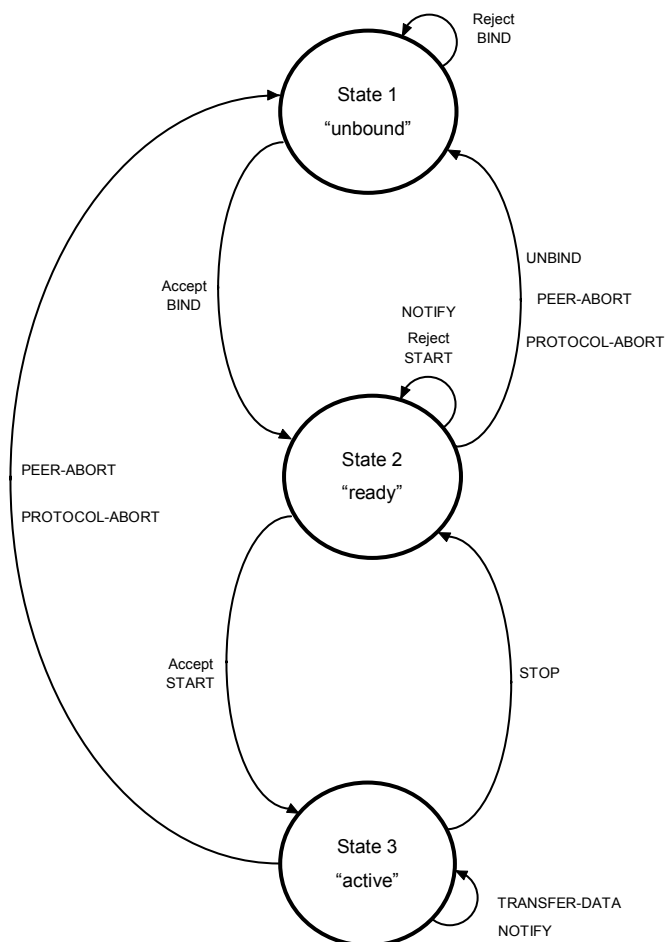 Reject
BIND
State 1
“unbound”
UNBIND
Accept
BIND
PEER-ABORT
NOTIFY
Reject
START
PROTOCOL-ABORT
State 2
“ready”
PEER-ABORT
PROTOCOL-ABORT
Accept
START
STOP
State 3
“active”
TRANSFER-DATA
NOTIFY